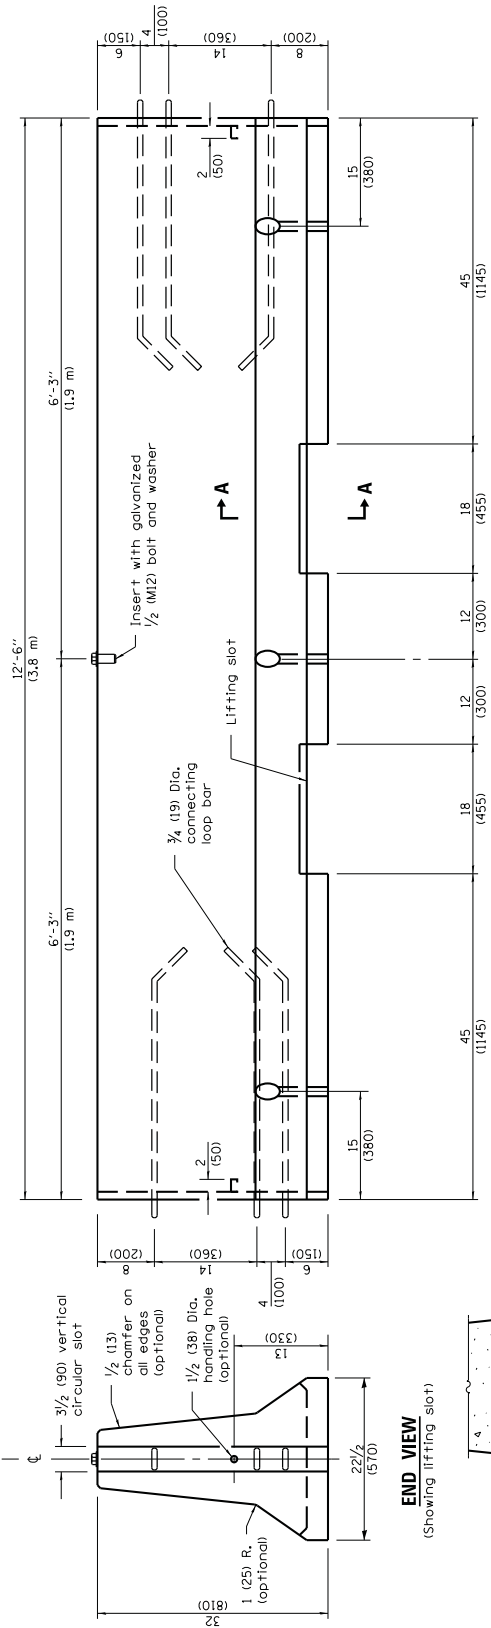 12'-6"
(3.8 m)
6'-3"
(1.9 m)
6'-3"
(1.9 m)
Insert with galvanized
1/2 (M12) bolt and washer
3/4 (19) Dia.
connecting
loop bar
Lifting slot
A
A
2
(50)
2
(50)
6
(150)
4
(100)
14
(360)
8
(200)
8
(200)
14
(360)
4
(100)
6
(150)
15
(380)
15
(380)
45
(1145)
18
(455)
12
(300)
12
(300)
18
(455)
45
(1145)
℄
3 1/2 (90) vertical
circular slot
1/2 (13)
chamfer on
all edges
(optional)
1 1/2 (38) Dia.
handling hole
(optional)
13
(330)
32
(810)
1 (25) R.
(optional)
22 1/2
(570)
END VIEW
(Showing lifting slot)